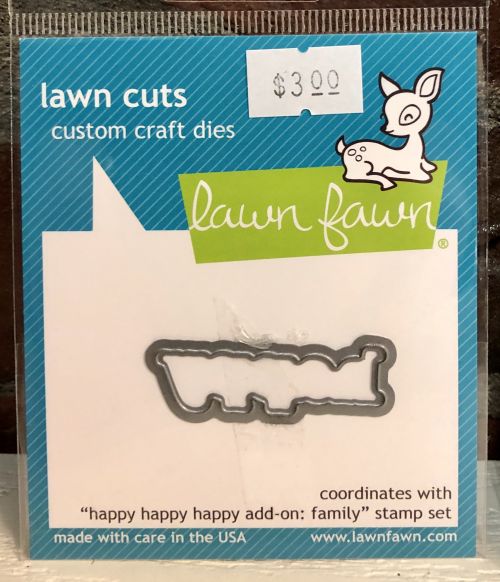 $3.00
lawn cuts
custom craft dies
lawn fawn®
coordinates with
“happy happy happy add-on: family” stamp set
made with care in the USA
www.lawnfawn.com